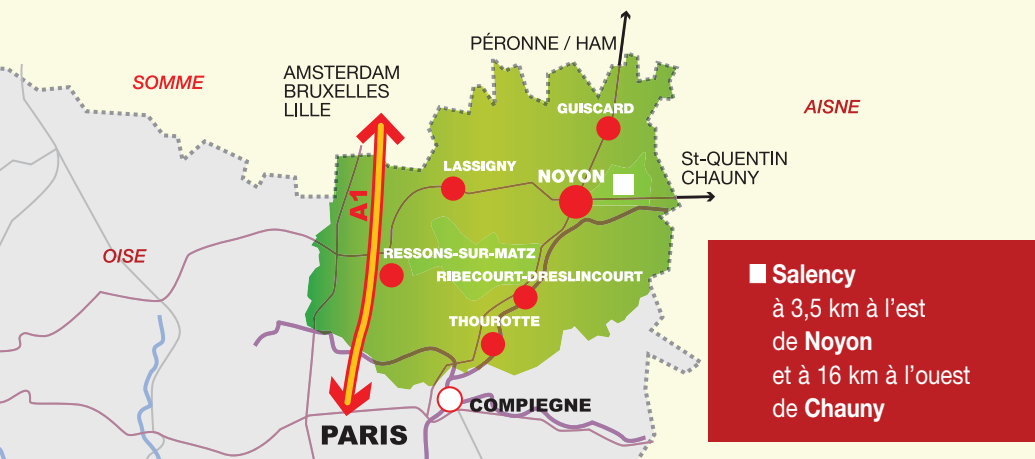 PÉRONNE / HAM
SOMME
AMSTERDAM
BRUXELLES
LILLE
AISNE
GUISCARD
St-QUENTIN
CHAUNY
LASSIGNY
NOYON
A1
OISE
RESSONS-SUR-MATZ
RIBECOURT-DRESLINCOURT
THOUROTTE
COMPIEGNE
PARIS
Salency
à 3,5 km à l’est
de Noyon
et à 16 km à l’ouest
de Chauny